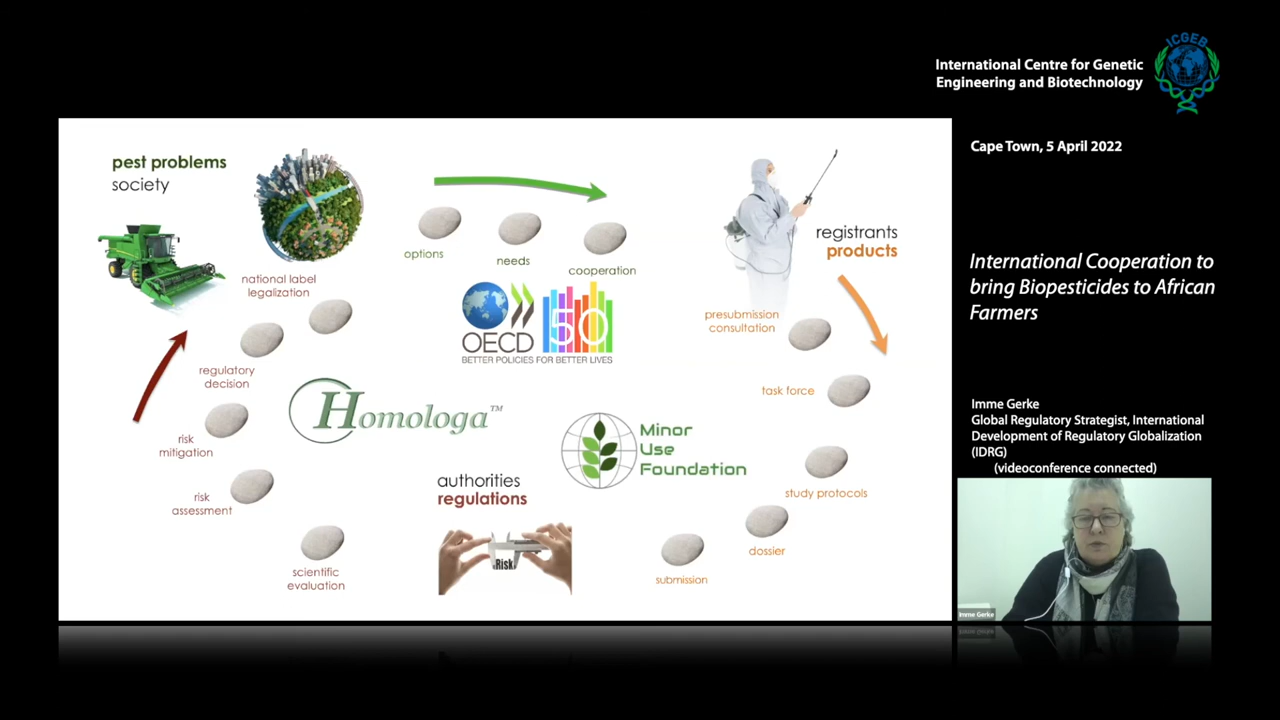 ICGEB
International Centre for Genetic
Engineering and Biotechnology
Cape Town, 5 April 2022
International Cooperation to
bring Biopesticides to African
Farmers
Imme Gerke
Global Regulatory Strategist, International
Development of Regulatory Globalization
(IDRG)
(videoconference connected)
Imme Gerke
pest problems
society
options
needs
cooperation
registrants
products
presubmission
consultation
task force
study protocols
dossier
submission
authorities
regulations
Risk
scientific
evaluation
risk
assessment
risk
mitigation
regulatory
decision
national label
legalization
OECD
50
BETTER POLICIES FOR BETTER LIVES
Homologa™
Minor
Use
Foundation